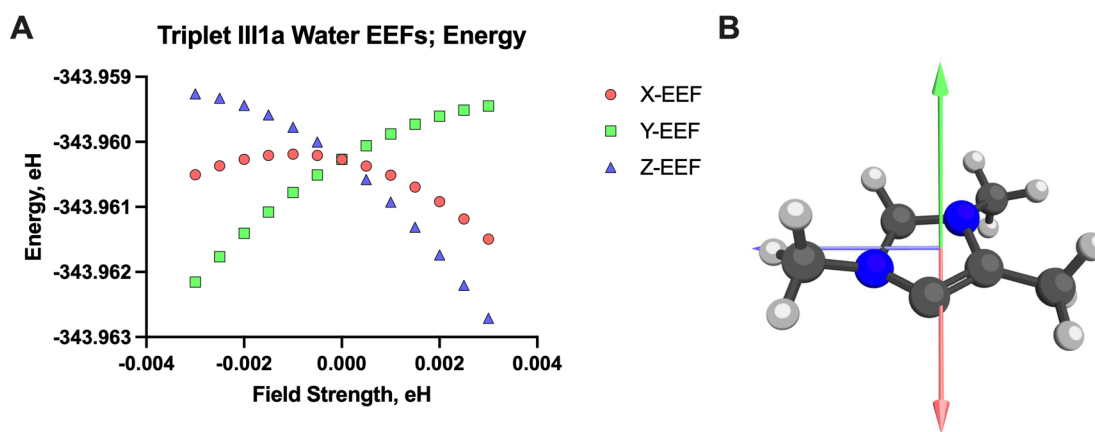 A
Triplet III1a Water EEFs; Energy
-343.959
-343.960
-343.961
-343.962
-343.963
Energy, eH
-0.004
-0.002
0.000
0.002
0.004
Field Strength, eH
X-EEF
Y-EEF
Z-EEF
B